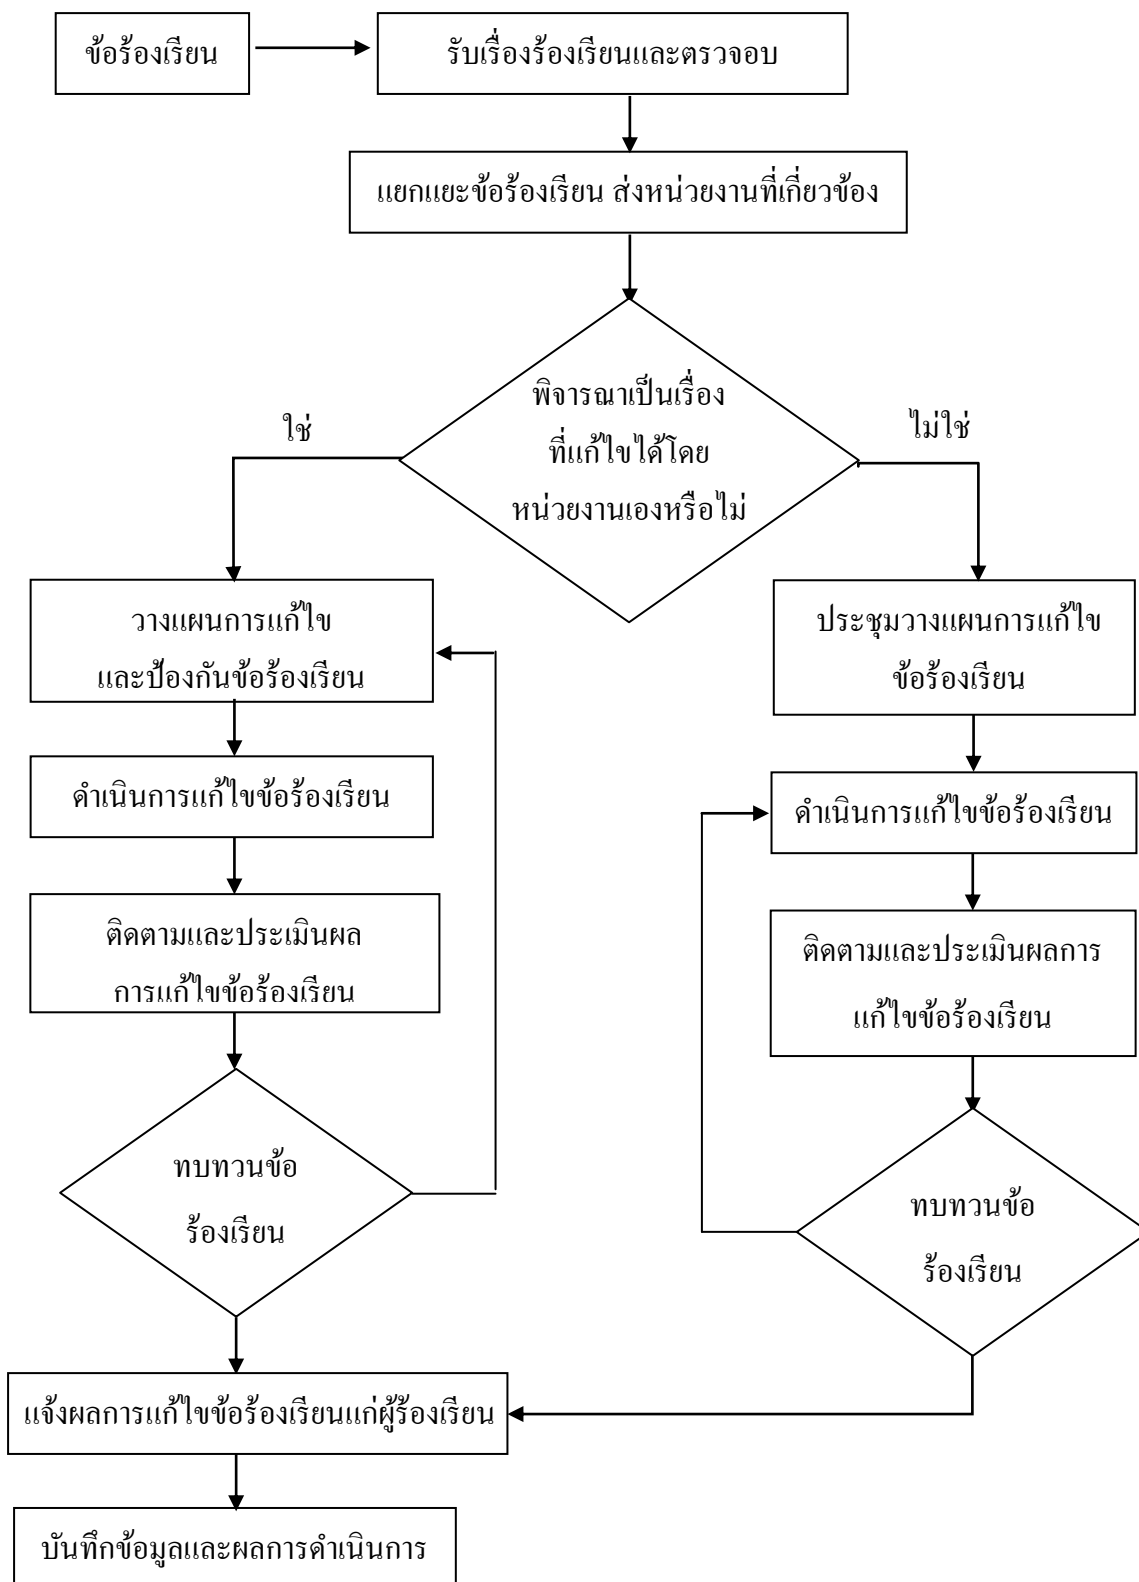 ข้อร้องเรียน
รับเรื่องร้องเรียนและตรวจอบ
แยกแยะข้อร้องเรียน ส่งหน่วยงานที่เกี่ยวข้อง
พิจารณาเป็นเรื่อง
ที่แก้ไขได้โดย
หน่วยงานเองหรือไม่
ใช่
ไม่ใช่
วางแผนการแก้ไข
และป้องกันข้อร้องเรียน
ดำเนินการแก้ไขข้อร้องเรียน
ติดตามและประเมินผล
การแก้ไขข้อร้องเรียน
ทบทวนข้อ
ร้องเรียน
ประชุมวางแผนการแก้ไข
ข้อร้องเรียน
ดำเนินการแก้ไขข้อร้องเรียน
ติดตามและประเมินผลการ
แก้ไขข้อร้องเรียน
ทบทวนข้อ
ร้องเรียน
แจ้งผลการแก้ไขข้อร้องเรียนแก่ผู้ร้องเรียน
บันทึกข้อมูลและผลการดำเนินการ